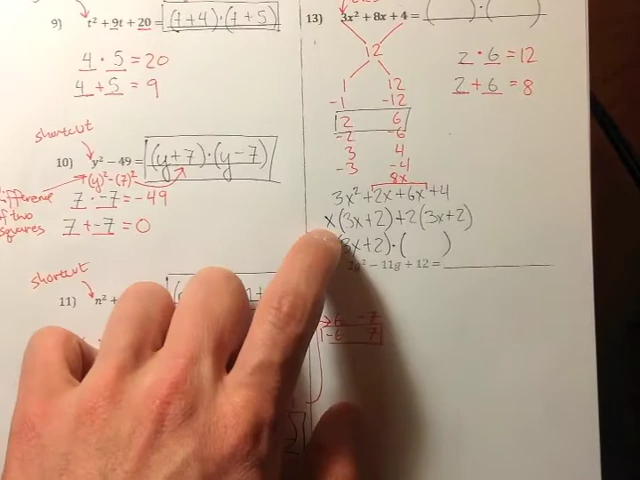 9) t² + 9t + 20 = (t+4)·(t+5)
4 · 5 = 20
4 + 5 = 9
shortcut
10) y² − 49 = (y+7)·(y−7)
(y)²−(7)²
difference
of two
squares
7 · −7 = −49
7 + −7 = 0
shortcut
11) n² +
13) 3x² + 8x + 4 = ( )·( )
12
1 12
−1 −12
2 6
−2 −6
3 4
−3 −4
2 · 6 = 12
2 + 6 = 8
8x
3x² + 2x + 6x + 4
x(3x+2)+2(3x+2)
(3x+2)·( )
− 11g + 12 =
6 −7
−6 7